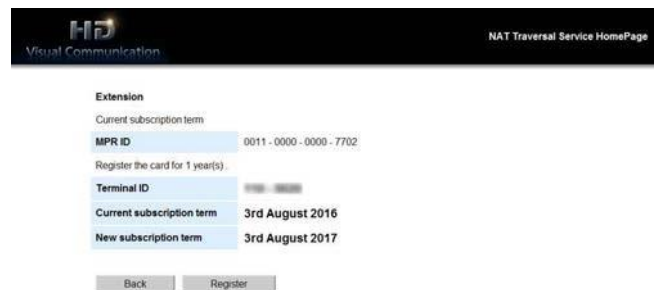 HD
Visual Communication
NAT Traversal Service HomePage
Extension
Current subscription term
MPR ID 0011 - 0000 - 0000 - 7702
Register the card for 1 year(s) .
Terminal ID
Current subscription term 3rd August 2016
New subscription term 3rd August 2017
Back Register